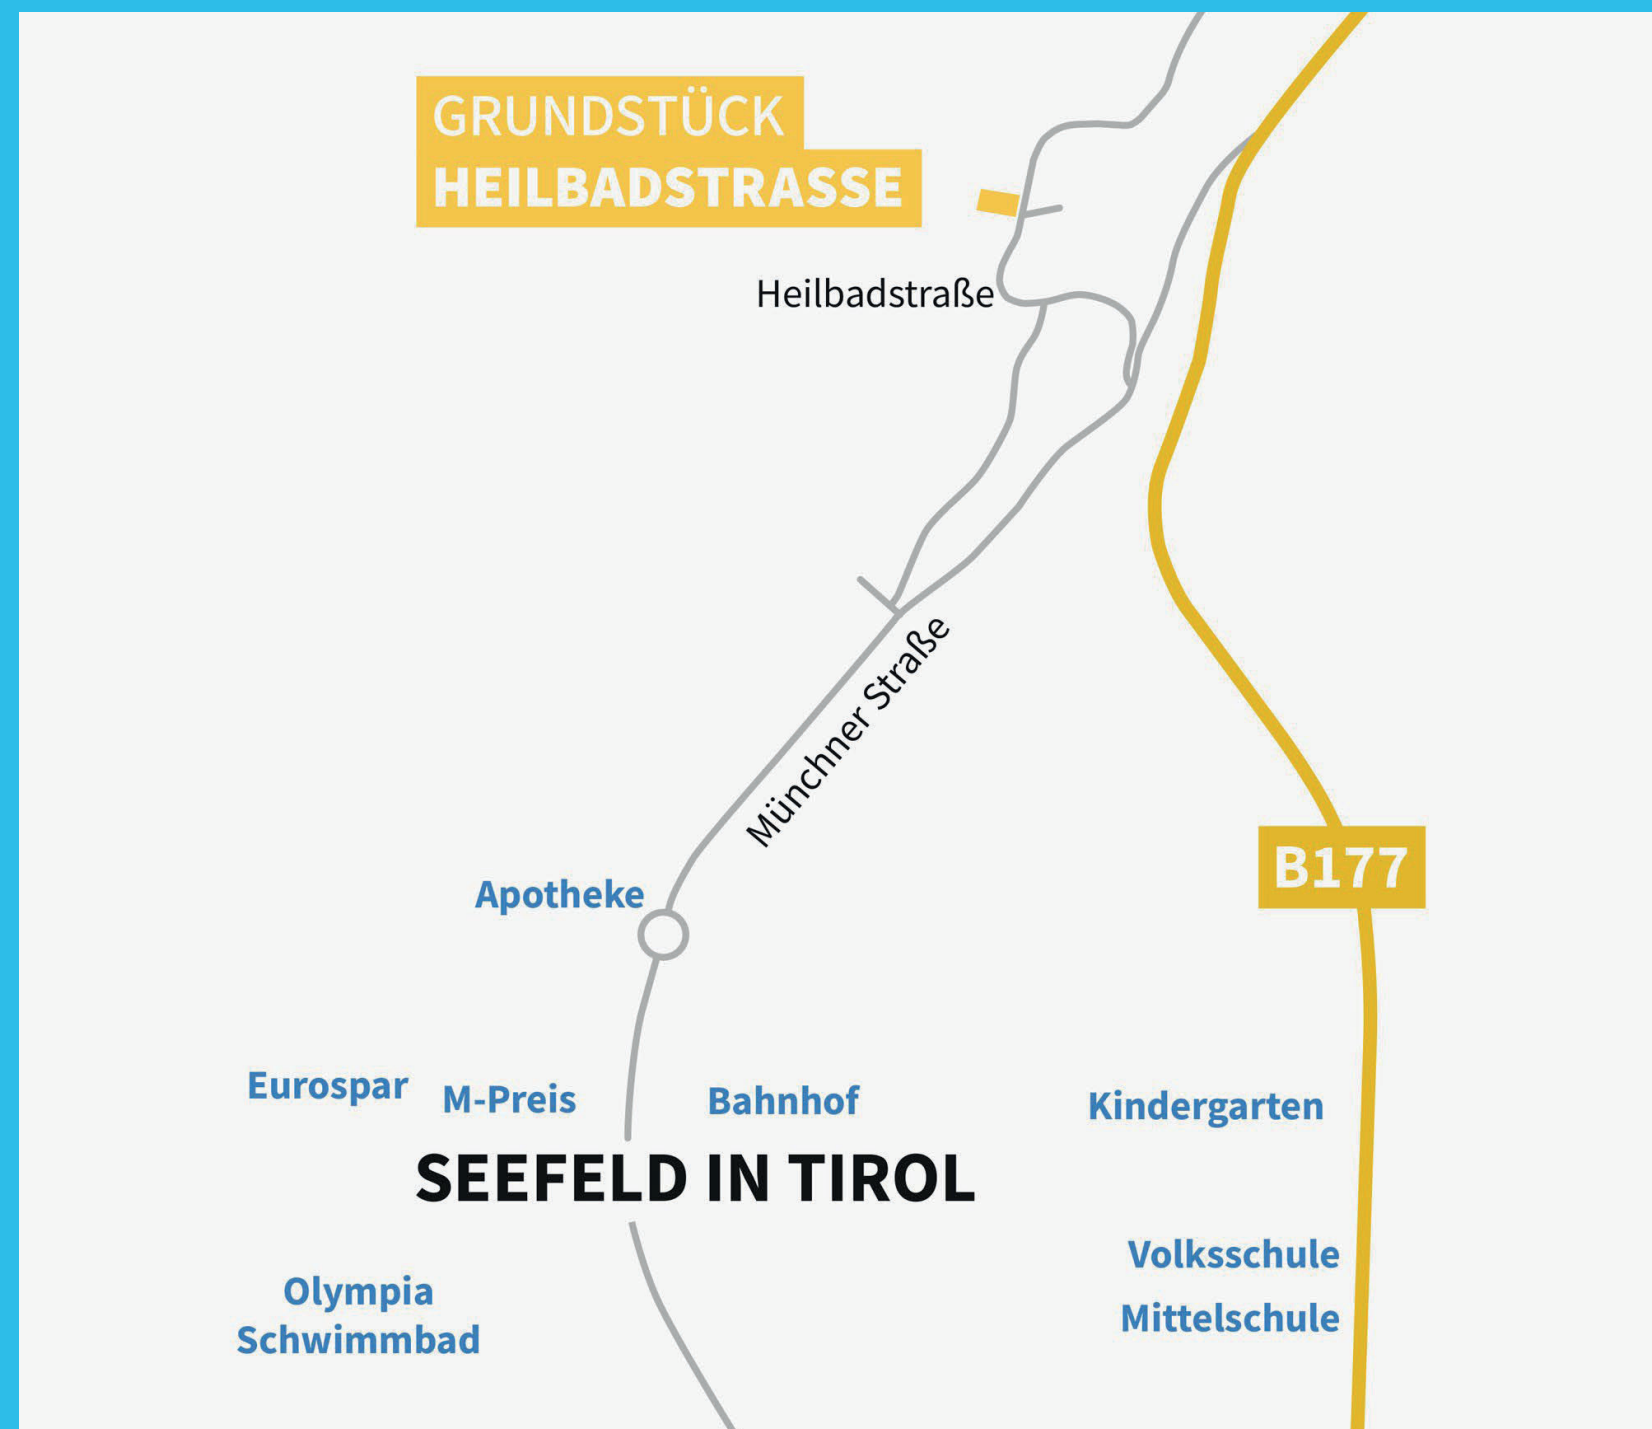 GRUNDSTÜCK
HEILBADSTRASSE
Heilbadstraße
Münchner Straße
B177
Apotheke
Eurospar
M-Preis
Bahnhof
Kindergarten
SEEFELD IN TIROL
Volksschule
Mittelschule
Olympia
Schwimmbad